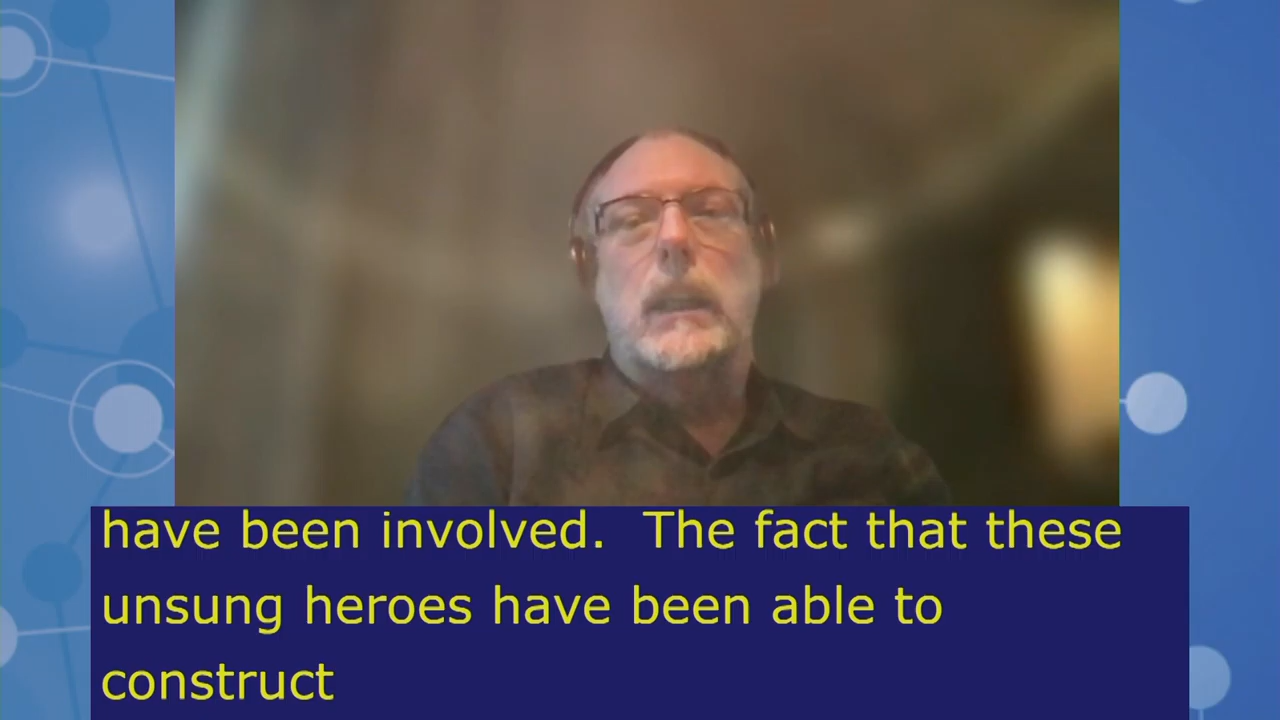 have been involved.  The fact that these
unsung heroes have been able to
construct